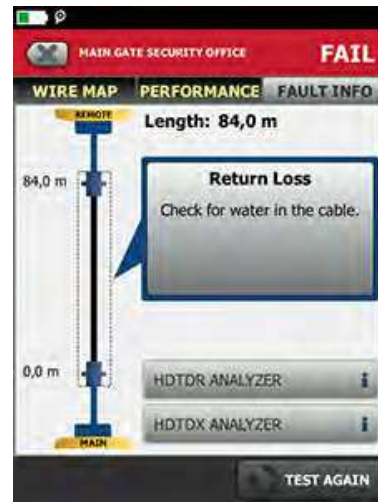 MAIN GATE SECURITY OFFICE
FAIL
WIRE MAP
PERFORMANCE
FAULT INFO
REMOTE
Length: 84,0 m
84,0 m
Return Loss
Check for water in the cable.
0,0 m
HDTDR ANALYZER i
HDTDX ANALYZER i
MAIN
TEST AGAIN